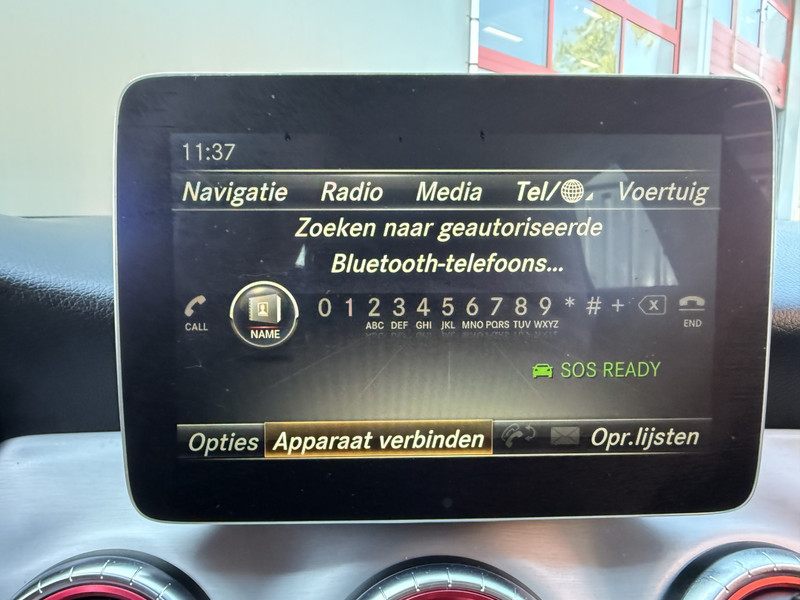 11:37
Navigatie Radio Media Tel/ Voertuig
Zoeken naar geautoriseerde
Bluetooth-telefoons...
0 1 2 3 4 5 6 7 8 9 * # +
CALL NAME ABC DEF GHI JKL MNO PQRS TUV WXYZ END
SOS READY
Opties Apparaat verbinden Opr.lijsten